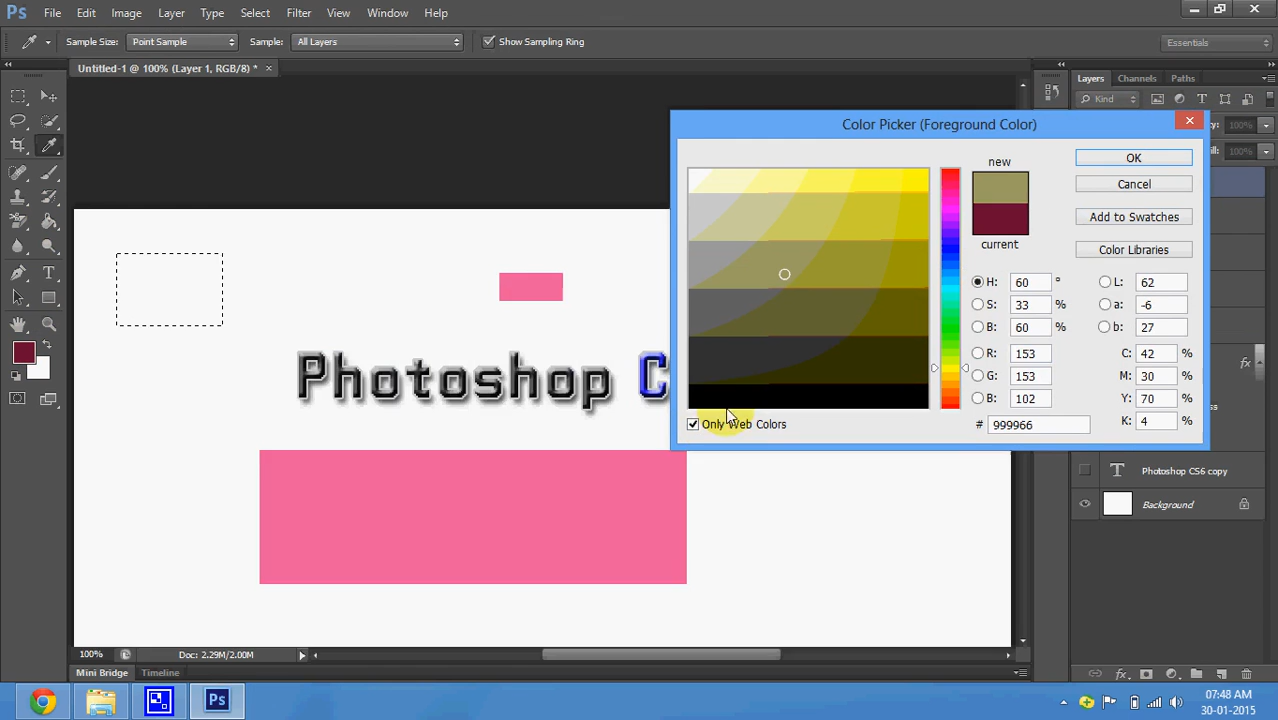 Ps File Edit Image Layer Type Select Filter View Window Help
Sample Size: Point Sample Sample: All Layers Show Sampling Ring Essentials
Untitled-1 @ 100% (Layer 1, RGB/8) * ×
Layers Channels Paths
Kind T
100%
100%
Color Picker (Foreground Color)
new
current
OK
Cancel
Add to Swatches
Color Libraries
H: 60 ° L: 62
S: 33 % a: -6
B: 60 % b: 27
R: 153 C: 42 %
G: 153 M: 30 %
B: 102 Y: 70 %
K: 4 %
Only Web Colors # 999966
Photoshop C
fx
T Photoshop CS6 copy
Background
100% Doc: 2.29M/2.00M
Mini Bridge Timeline
fx
Ps
07:48 AM
30-01-2015